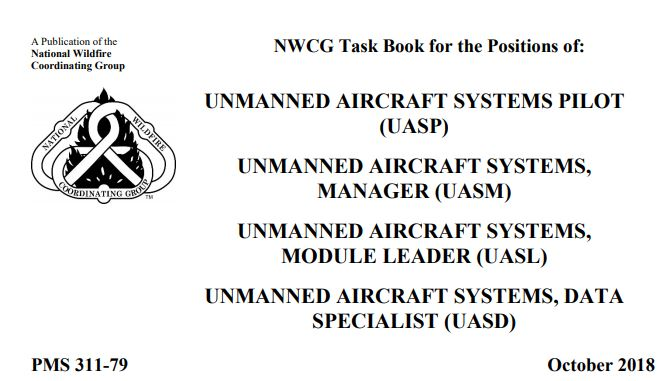 A Publication of the
National Wildfire
Coordinating Group
NWCG Task Book for the Positions of:
NATIONAL WILDFIRE
COORDINATING GROUP
TM
UNMANNED AIRCRAFT SYSTEMS PILOT
(UASP)
UNMANNED AIRCRAFT SYSTEMS,
MANAGER (UASM)
UNMANNED AIRCRAFT SYSTEMS,
MODULE LEADER (UASL)
UNMANNED AIRCRAFT SYSTEMS, DATA
SPECIALIST (UASD)
PMS 311-79
October 2018